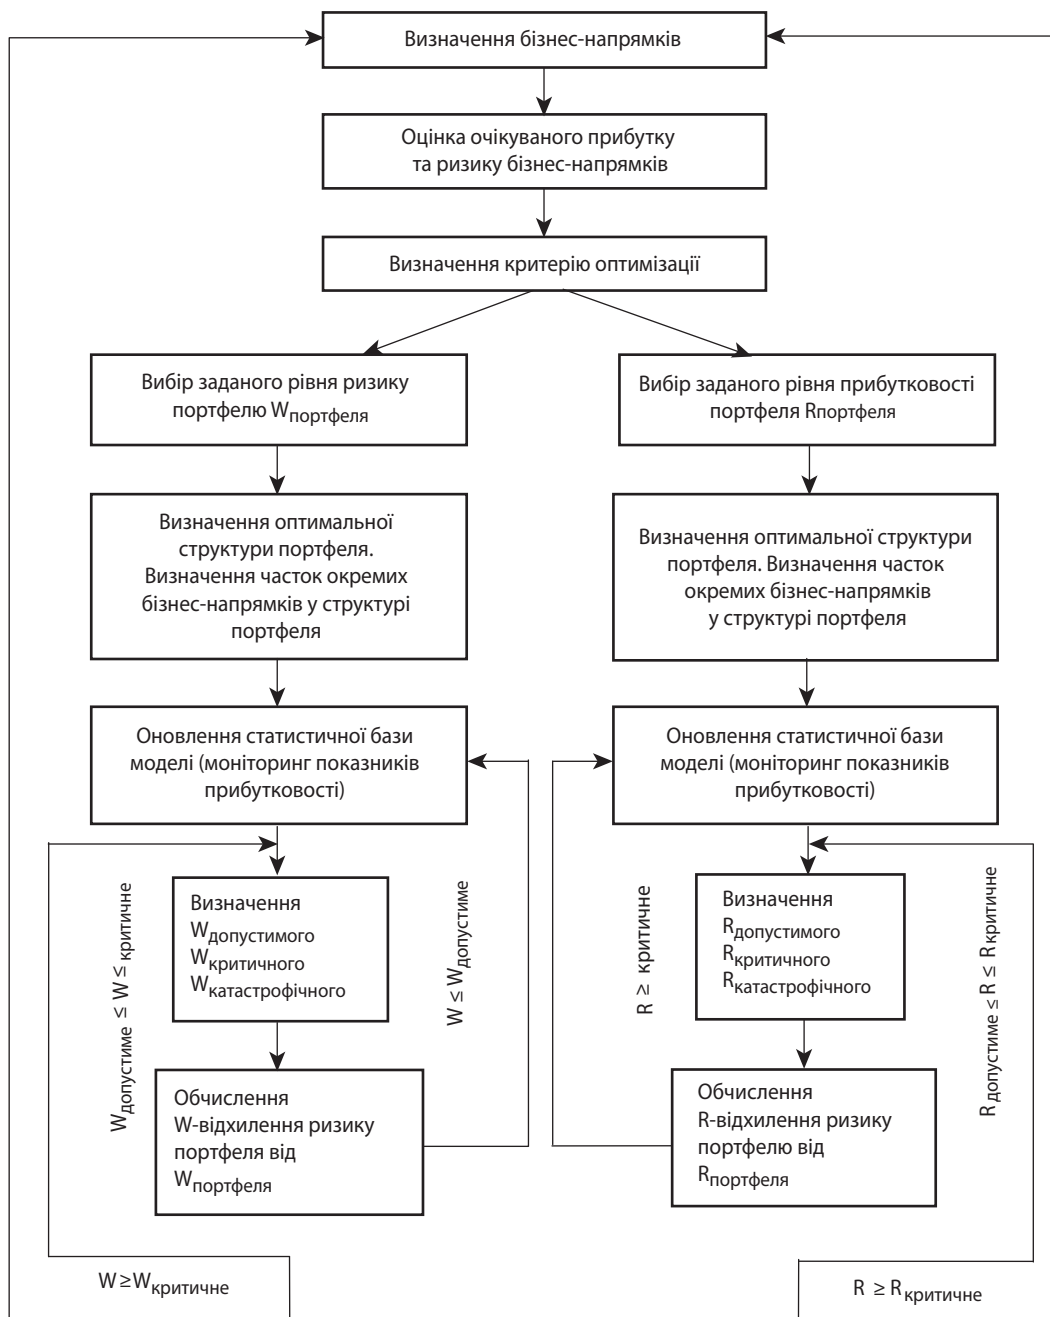 Визначення бізнес-напрямків
Оцінка очікуваного прибутку
та ризику бізнес-напрямків
Визначення критерію оптимізації
Вибір заданого рівня ризику
портфелю Wпортфеля
Вибір заданого рівня прибутковості
портфеля Rпортфеля
Визначення оптимальної
структури портфеля.
Визначення часток окремих
бізнес-напрямків у структурі
портфеля
Визначення оптимальної структури
портфеля. Визначення часток
окремих бізнес-напрямків
у структурі портфеля
Оновлення статистичної бази
моделі (моніторинг показників
прибутковості)
Оновлення статистичної бази
моделі (моніторинг показників
прибутковості)
Wдопустиме ≤ W ≤ критичне
Визначення
Wдопустимого
Wкритичного
Wкатастрофічного
W ≤ Wдопустиме
R ≥ критичне
Визначення
Rдопустимого
Rкритичного
Rкатастрофічного
Rдопустиме ≤ R ≤ Rкритичне
Обчислення
W-відхилення ризику
портфеля від
Wпортфеля
Обчислення
R-відхилення ризику
портфелю від
Rпортфеля
W ≥Wкритичне
R ≥ Rкритичне